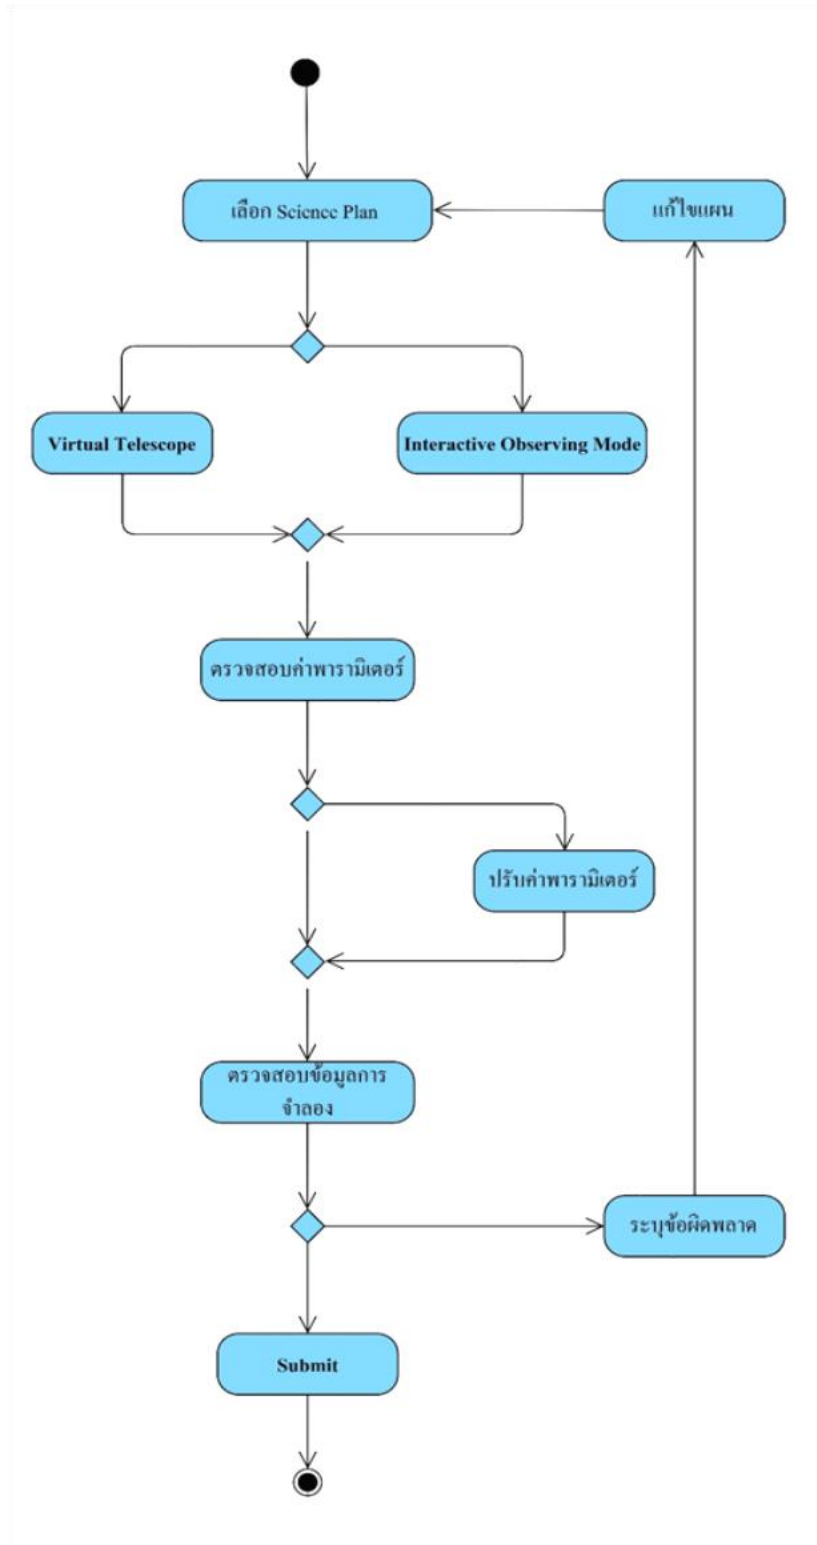 เลือก Science Plan
แก้ไขแผน
Virtual Telescope
Interactive Observing Mode
ตรวจสอบค่าพารามิเตอร์
ปรับค่าพารามิเตอร์
ตรวจสอบข้อมูลการ
จำลอง
ระบุข้อผิดพลาด
Submit